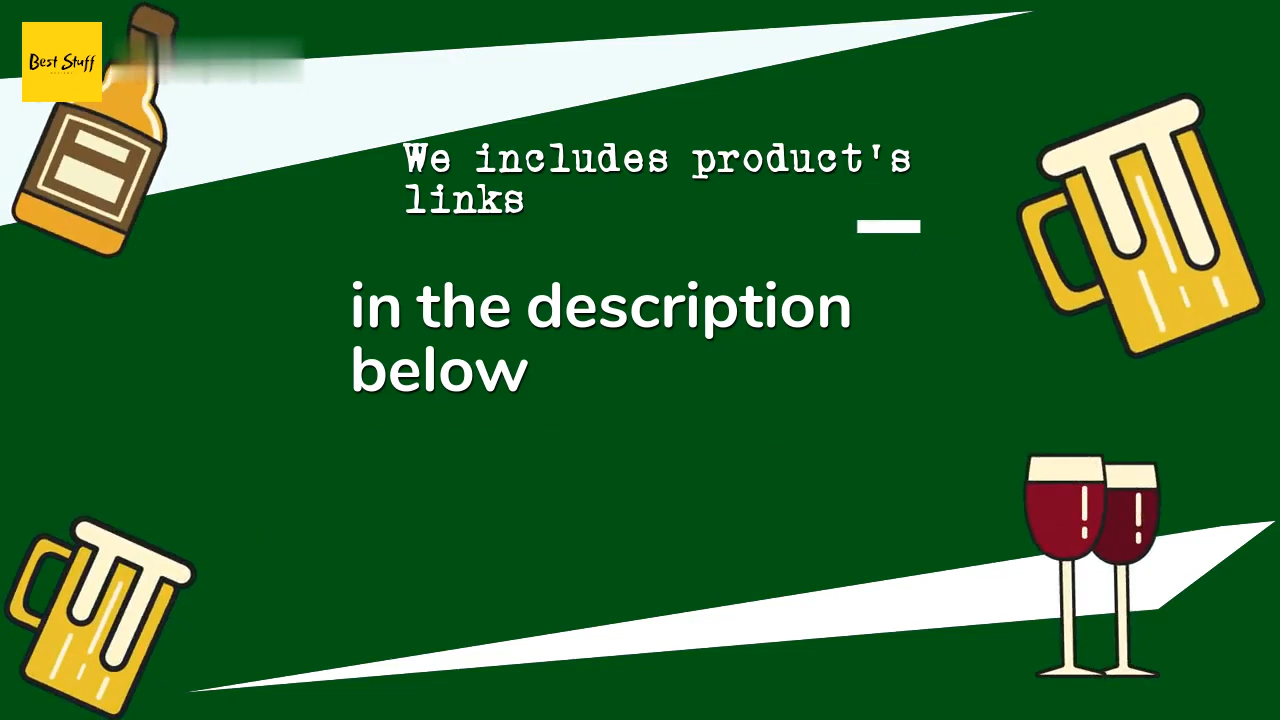 Best Stuff
We includes product's
links
in the description
below